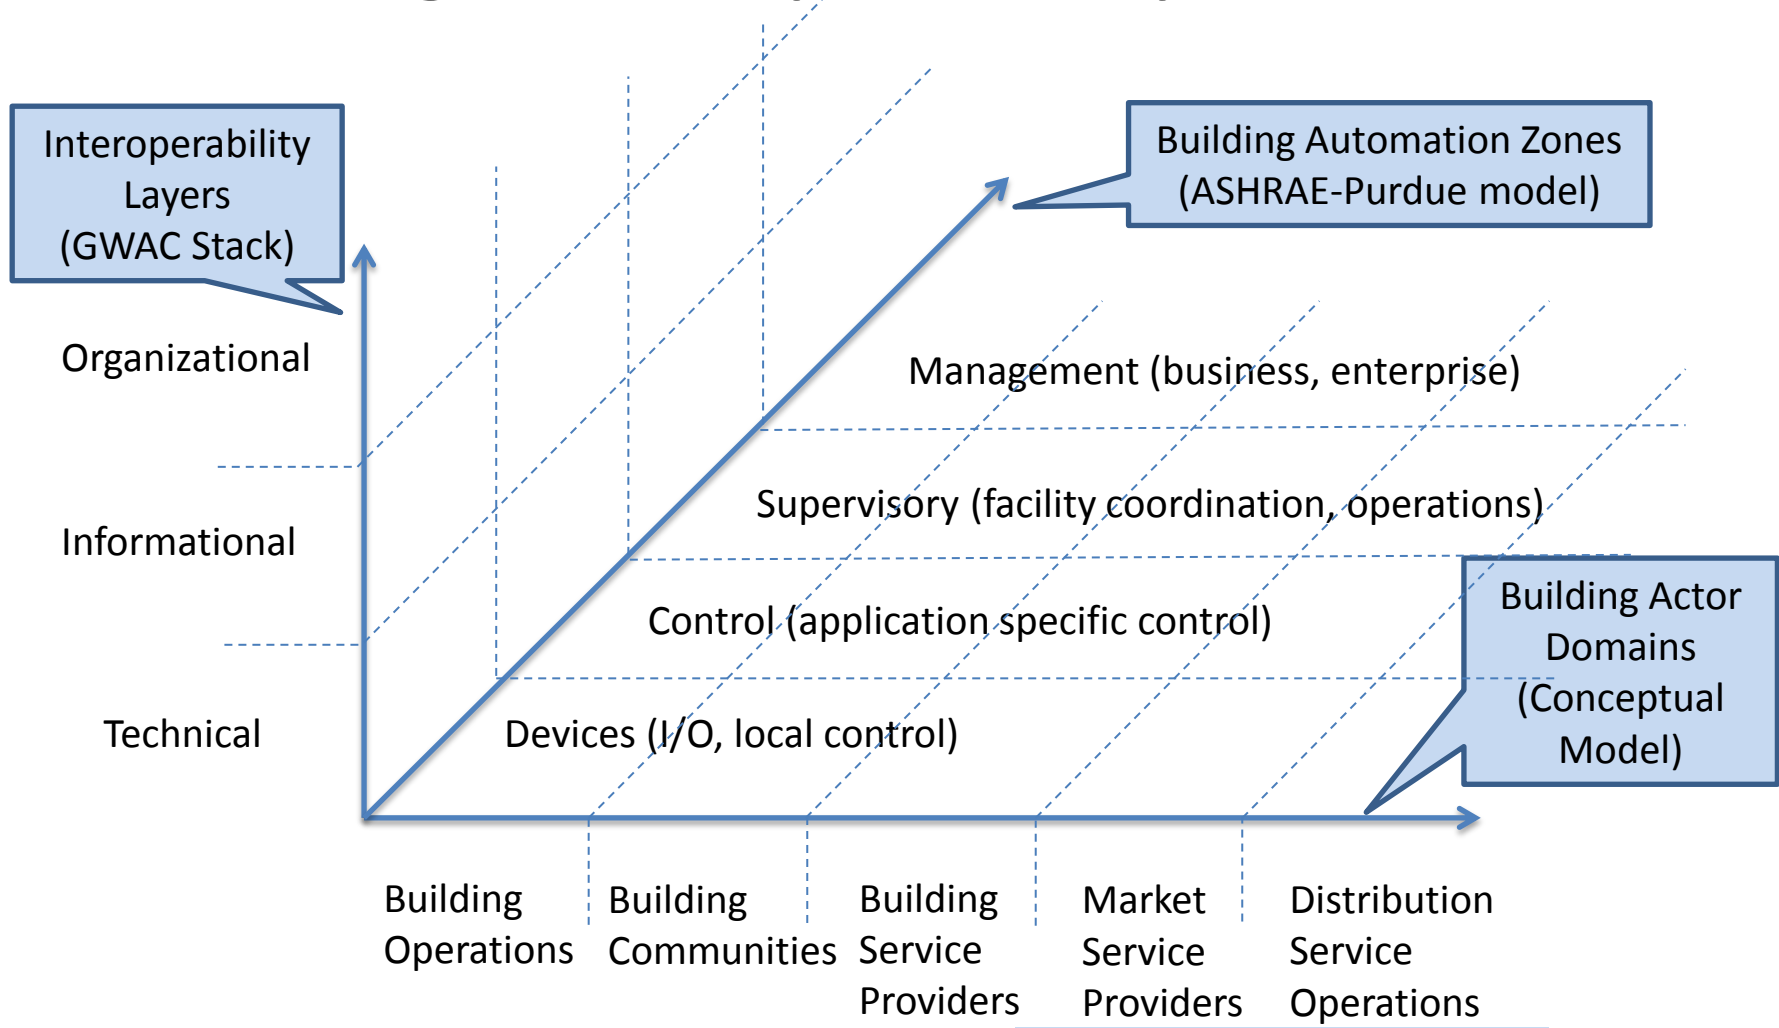 Interoperability
Layers
(GWAC Stack)
Building Automation Zones
(ASHRAE-Purdue model)
Organizational
Management (business, enterprise)
Supervisory (facility coordination, operations)
Informational
Building Actor
Domains
(Conceptual
Model)
Control (application specific control)
Technical
Devices (I/O, local control)
Building
Operations
Building
Communities
Building
Service
Providers
Market
Service
Providers
Distribution
Service
Operations